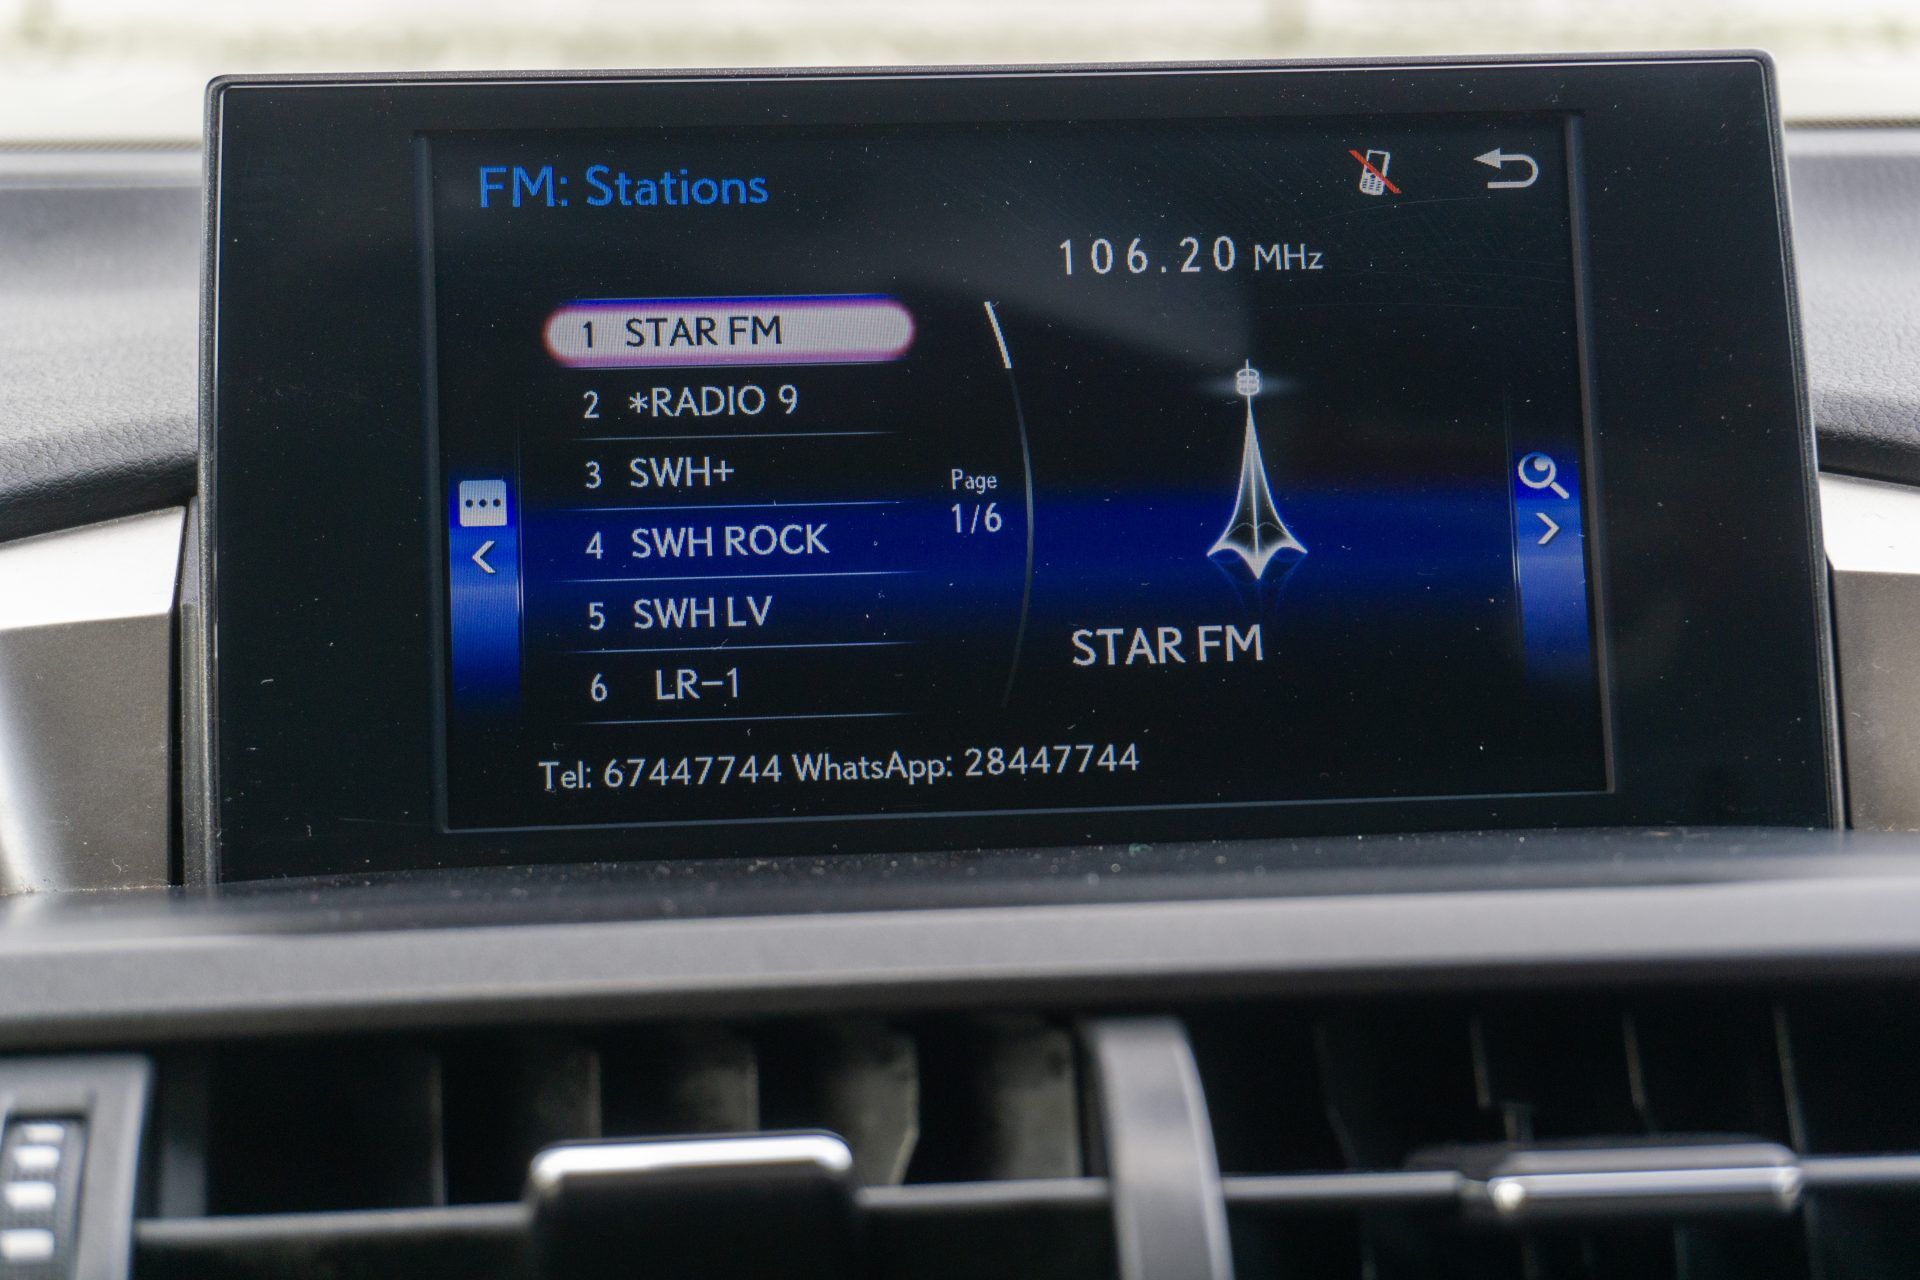 FM: Stations
106.20 MHz
1 STAR FM
2 *RADIO 9
3 SWH+
4 SWH ROCK
5 SWH LV
6 LR-1
Page
1/6
STAR FM
Tel: 67447744 WhatsApp: 28447744